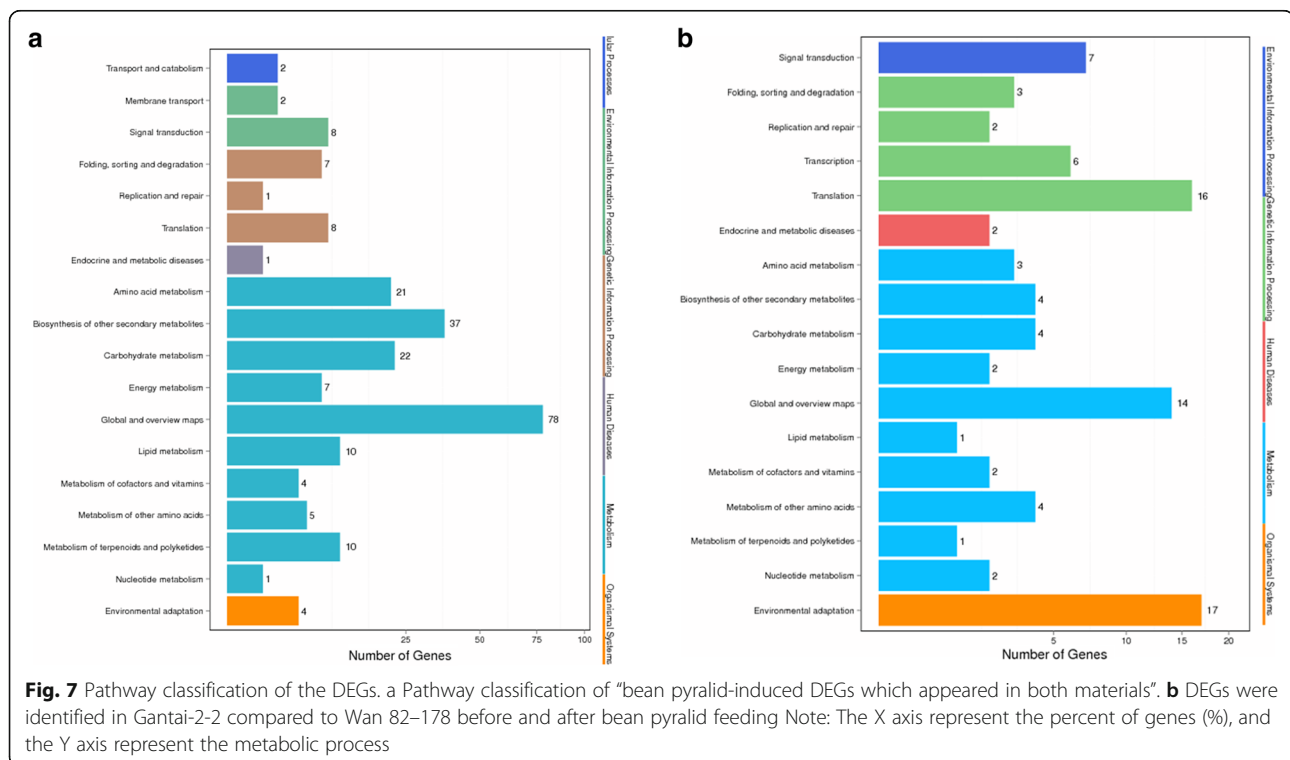 a
Transport and catabolism 2
Membrane transport 2
Signal transduction 8
Folding, sorting and degradation 7
Replication and repair 1
Translation 8
Endocrine and metabolic diseases 1
Amino acid metabolism 21
Biosynthesis of other secondary metabolites 37
Carbohydrate metabolism 22
Energy metabolism 7
Global and overview maps 78
Lipid metabolism 10
Metabolism of cofactors and vitamins 4
Metabolism of other amino acids 5
Metabolism of terpenoids and polyketides 10
Nucleotide metabolism 1
Environmental adaptation 4
25 50 75 100
Number of Genes
lular Processes
Environmental Information Processing
Genetic Information Processing
Human Diseases
Metabolism
Organismal Systems
b
Signal transduction 7
Folding, sorting and degradation 3
Replication and repair 2
Transcription 6
Translation 16
Endocrine and metabolic diseases 2
Amino acid metabolism 3
Biosynthesis of other secondary metabolites 4
Carbohydrate metabolism 4
Energy metabolism 2
Global and overview maps 14
Lipid metabolism 1
Metabolism of cofactors and vitamins 2
Metabolism of other amino acids 4
Metabolism of terpenoids and polyketides 1
Nucleotide metabolism 2
Environmental adaptation 17
5 10 15 20
Number of Genes
Environmental Information Processing
Genetic Information Processing
Human Diseases
Metabolism
Organismal Systems
Fig. 7 Pathway classification of the DEGs. a Pathway classification of “bean pyralid-induced DEGs which appeared in both materials”. b DEGs were
identified in Gantai-2-2 compared to Wan 82–178 before and after bean pyralid feeding Note: The X axis represent the percent of genes (%), and
the Y axis represent the metabolic process